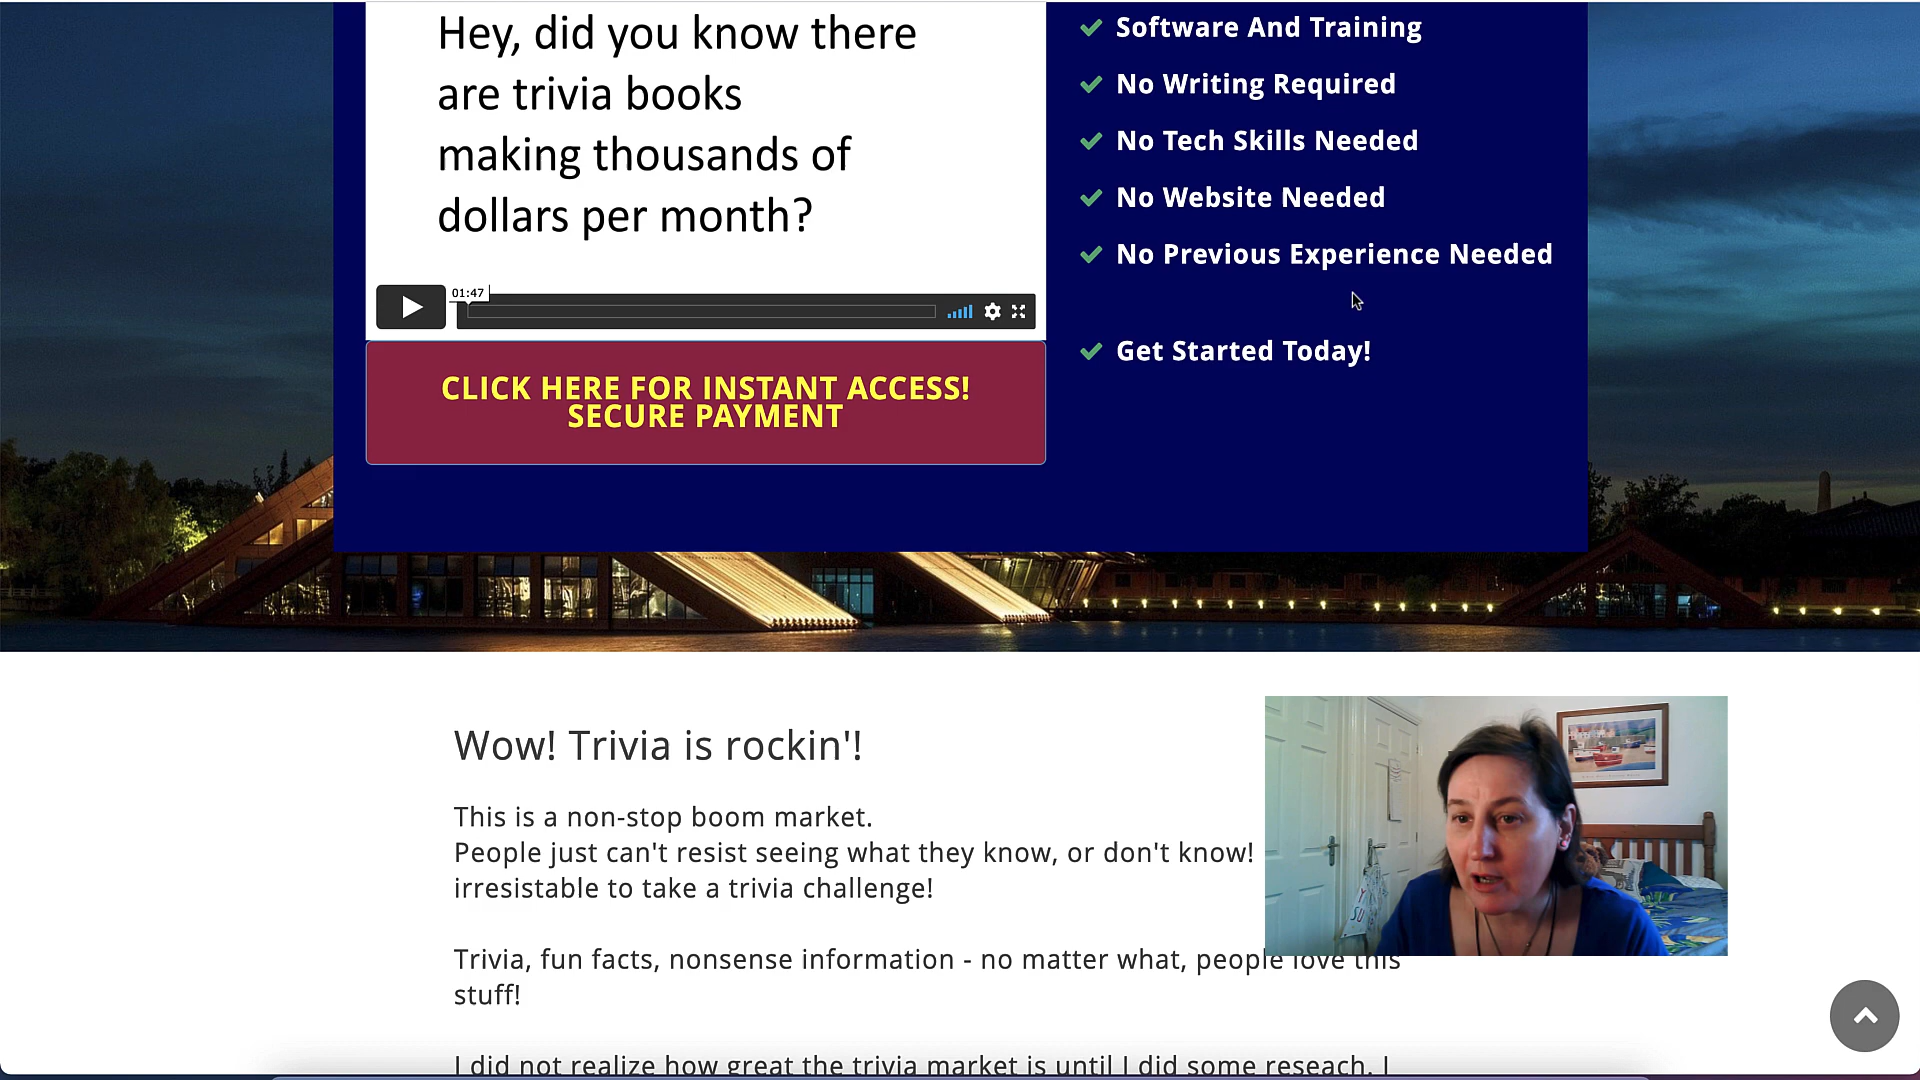 Hey, did you know there
are trivia books
making thousands of
dollars per month?
01:47
CLICK HERE FOR INSTANT ACCESS!
SECURE PAYMENT
Software And Training
No Writing Required
No Tech Skills Needed
No Website Needed
No Previous Experience Needed
Get Started Today!
Wow! Trivia is rockin'!
This is a non-stop boom market.
People just can't resist seeing what they know, or don't know!
irresistable to take a trivia challenge!
Trivia, fun facts, nonsense information - no matter what, people love this
stuff!
I did not realize how great the trivia market is until I did some reseach. I